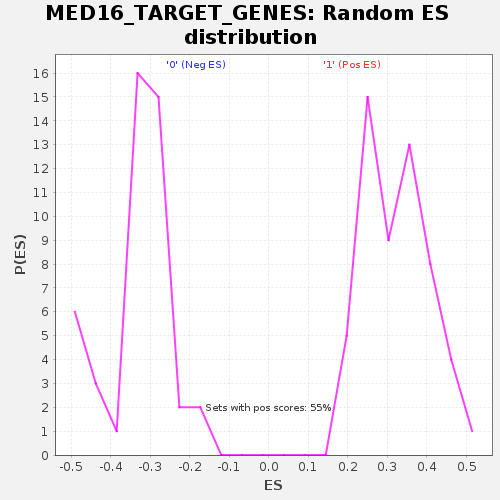 MED16_TARGET_GENES: Random ES
distribution
'0' (Neg ES)
'1' (Pos ES)
16
15
14
13
12
11
10
9
8
7
6
5
4
3
2
1
0
P(ES)
Sets with pos scores: 55%
-0.5 -0.4 -0.3 -0.2 -0.1 0.0 0.1 0.2 0.3 0.4 0.5
ES